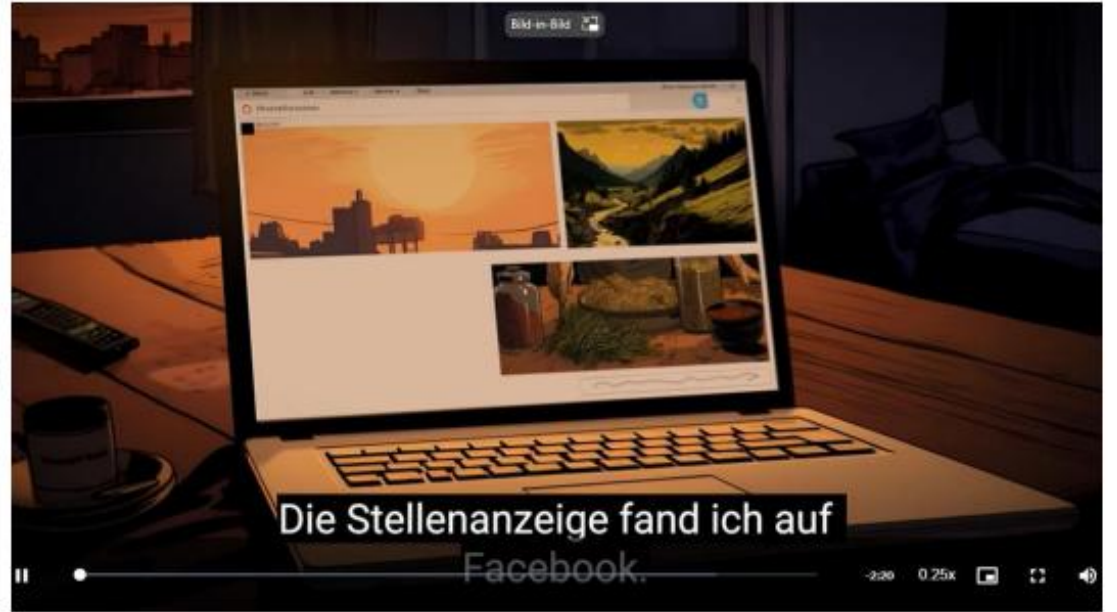 Bild-in-Bild
Die Stellenanzeige fand ich auf
Facebook.
-2:20 0.25x